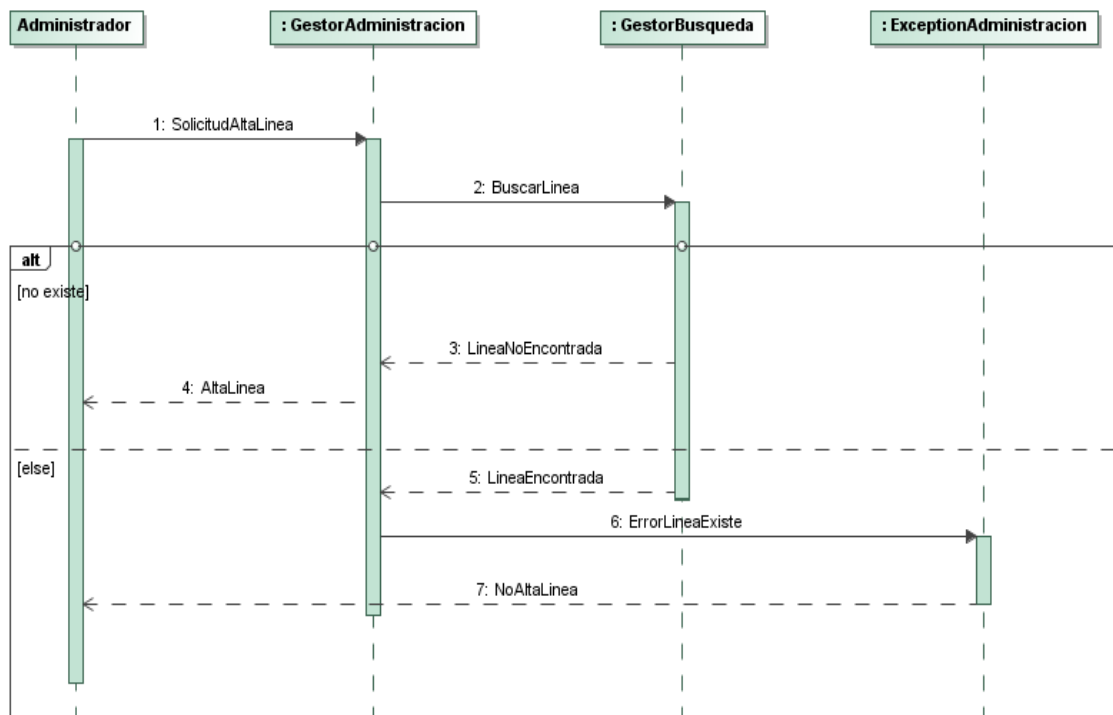 Administrador
: GestorAdministracion
: GestorBusqueda
: ExceptionAdministracion
1: SolicitudAltaLinea
2: BuscarLinea
alt
[no existe]
3: LineaNoEncontrada
4: AltaLinea
[else]
5: LineaEncontrada
6: ErrorLineaExiste
7: NoAltaLinea